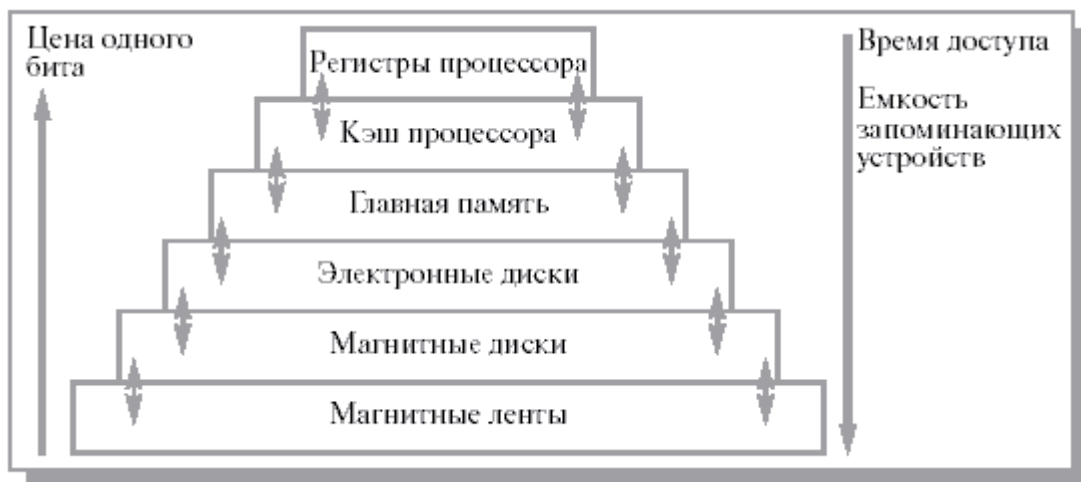 Цена одного
бита
Регистры процессора
Время доступа
Емкость
запоминающих
устройств
Кэш процессора
Главная память
Электронные диски
Магнитные диски
Магнитные ленты